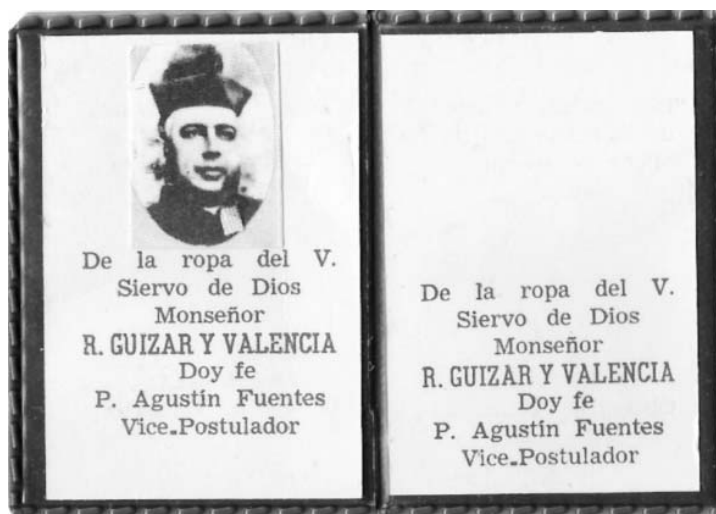 De la ropa del V.
Siervo de Dios
Monseñor
R. GUIZAR Y VALENCIA
Doy fe
P. Agustín Fuentes
Vice-Postulador
De la ropa del V.
Siervo de Dios
Monseñor
R. GUIZAR Y VALENCIA
Doy fe
P. Agustín Fuentes
Vice-Postulador